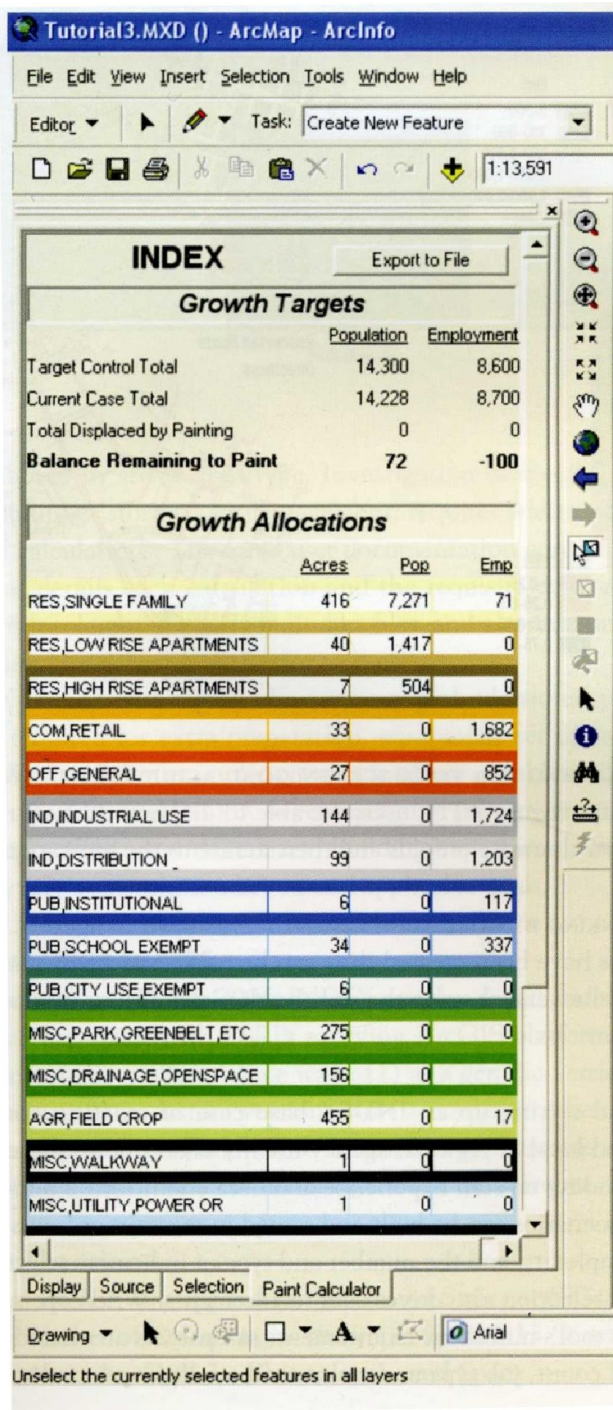 Tutorial3.MXD () - ArcMap - ArcInfo
File Edit View Insert Selection Tools Window Help
Editor Task: Create New Feature
1:13,591
INDEX Export to File
Growth Targets
Population Employment
Target Control Total 14,300 8,600
Current Case Total 14,228 8,700
Total Displaced by Painting 0 0
Balance Remaining to Paint 72 -100
Growth Allocations
Acres Pop Emp
RES,SINGLE FAMILY 416 7,271 71
RES,LOW RISE APARTMENTS 40 1,417 0
RES,HIGH RISE APARTMENTS 7 504 0
COM,RETAIL 33 0 1,682
OFF,GENERAL 27 0 852
IND,INDUSTRIAL USE 144 0 1,724
IND,DISTRIBUTION 99 0 1,203
PUB,INSTITUTIONAL 6 0 117
PUB,SCHOOL EXEMPT 34 0 337
PUB,CITY USE,EXEMPT 6 0 0
MISC,PARK,GREENBELT,ETC 275 0 0
MISC,DRAINAGE,OPENSPACE 156 0 0
AGR,FIELD CROP 455 0 17
MISC,WALKWAY 1 0 0
MISC,UTILITY,POWER OR 1 0 0
Display Source Selection Paint Calculator
Drawing A Arial
Unselect the currently selected features in all layers